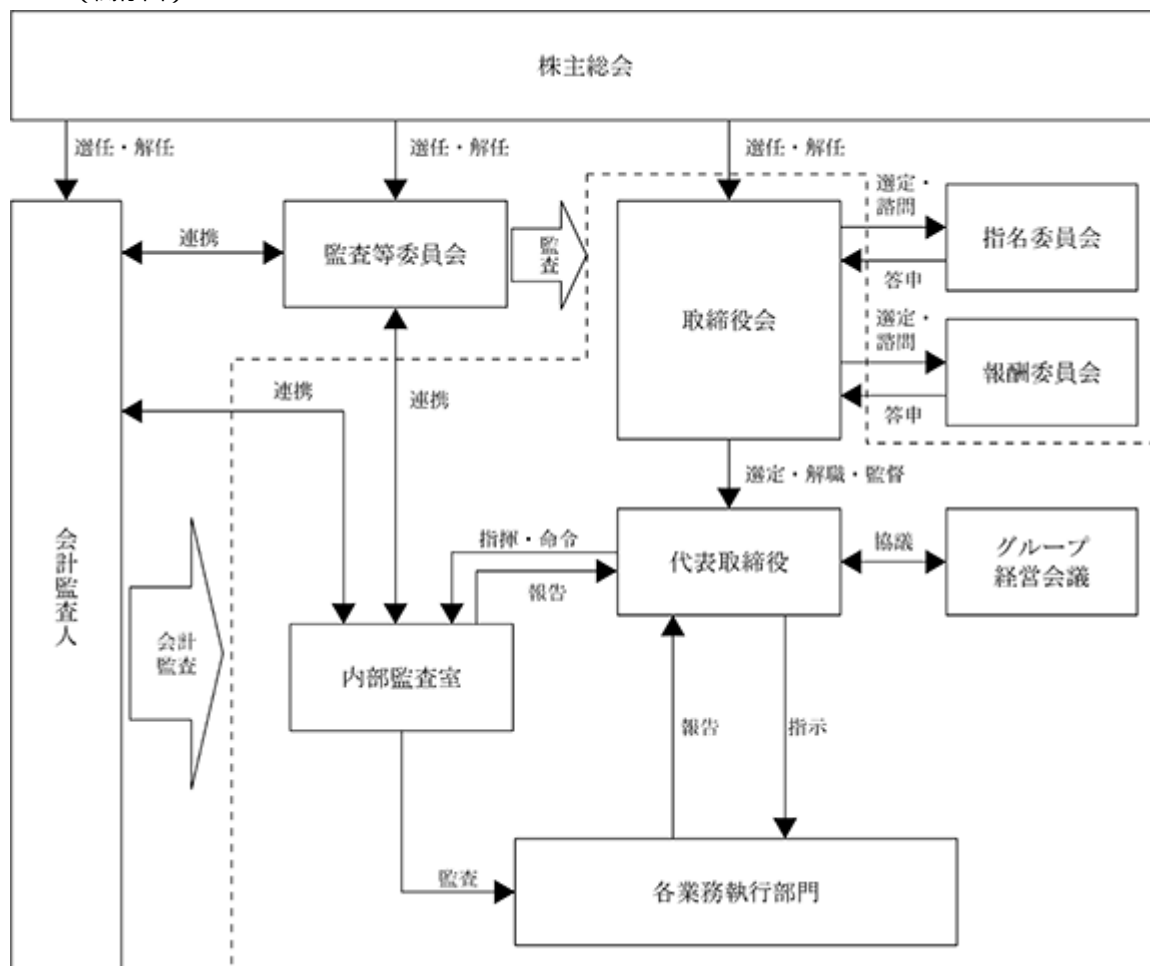 株主総会
選任・解任
選任・解任
選任・解任
選定・
諮問
指名委員会
連携
監査等委員会
監査
答申
取締役会
選定・
諮問
報酬委員会
連携
連携
答申
選定・解職・監督
会計監査人
指揮・命令
代表取締役
協議
グループ
経営会議
報告
会計
監査
内部監査室
報告
指示
監査
各業務執行部門